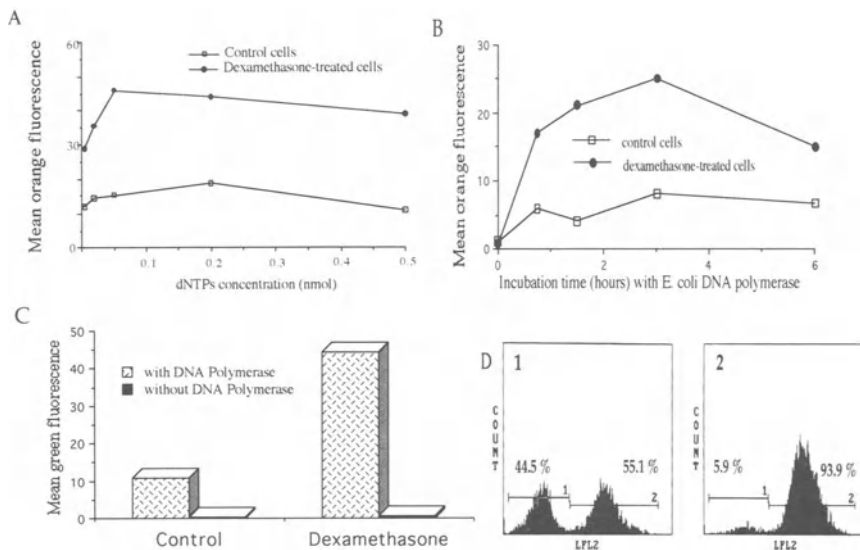 A
60
30
0
Mean orange fluorescence
Control cells
Dexamethasone-treated cells
0.1 0.2 0.3 0.4 0.5
dNTPs concentration (nmol)
B
30
20
10
0
Mean orange fluorescence
control cells
dexamethasone-treated cells
0 2 4 6
Incubation time (hours) with E. coli DNA polymerase
C
50
40
30
20
10
0
Mean green fluorescence
with DNA Polymerase
without DNA Polymerase
Control Dexamethasone
D
1
COUNT
44.5 % 55.1 %
1
2
LFL2
2
COUNT
5.9 % 93.9 %
1
2
LFL2